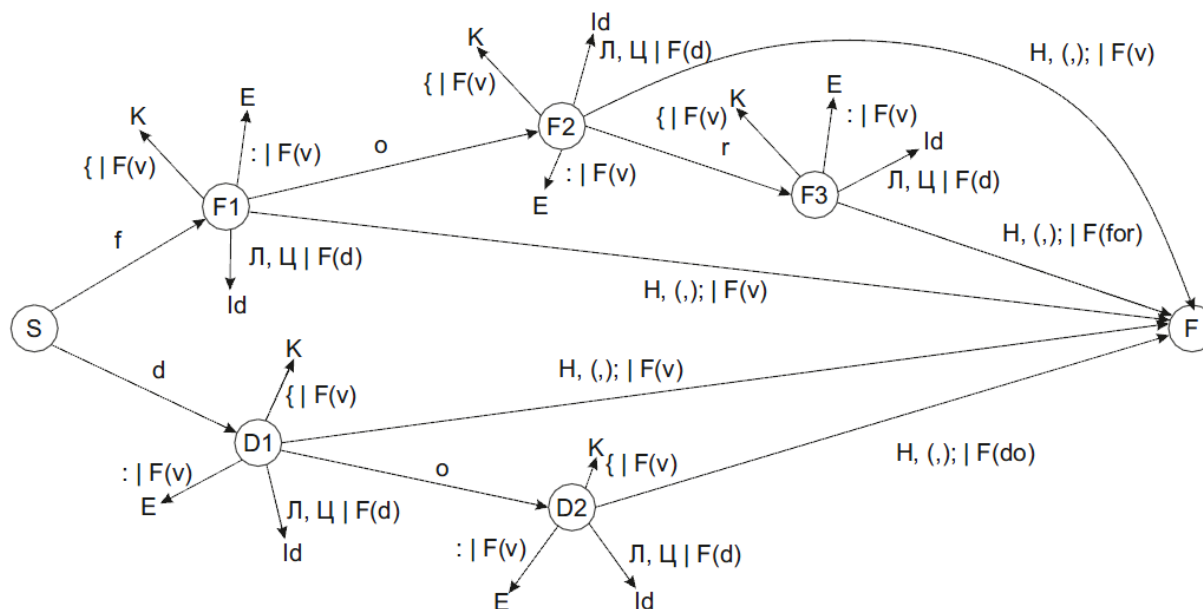 Id
K
Л, Ц | F(d)
H, (,); | F(v)
{ | F(v)
E
K
F2
E
K
{ | F(v)
: | F(v)
{ | F(v)
: | F(v)
o
r
Id
: | F(v)
F3
Л, Ц | F(d)
E
F1
f
Л, Ц | F(d)
H, (,); | F(for)
H, (,); | F(v)
Id
S
F
K
d
H, (,); | F(v)
{ | F(v)
D1
K
H, (,); | F(do)
: | F(v)
o
{ | F(v)
E
Л, Ц | F(d)
D2
Id
: | F(v)
Л, Ц | F(d)
E
Id